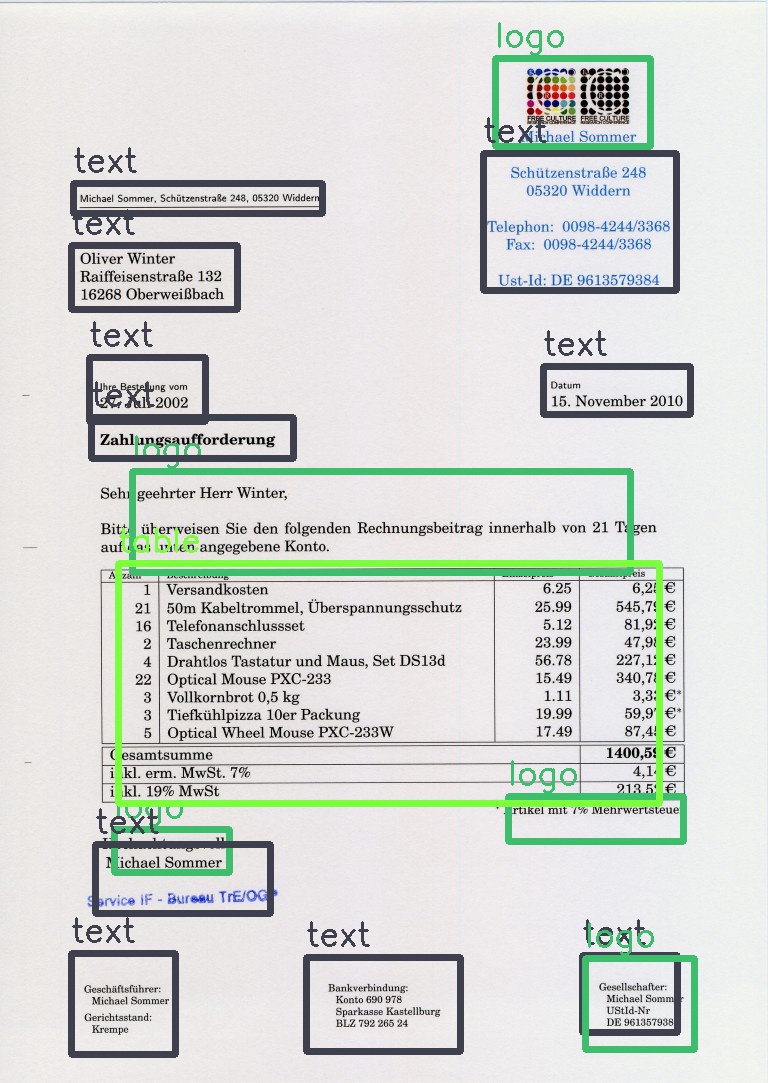 logo
FREE CULTURE FREE CULTURE
RESEARCH CONFERENCE RESEARCH CONFERENCE
text
Michael Sommer
text
Schützenstraße 248
Michael Sommer, Schützenstraße 248, 05320 Widdern
05320 Widdern
text
Telephon: 0098-4244/3368
Oliver Winter
Fax: 0098-4244/3368
Raiffeisenstraße 132
Ust-Id: DE 9613579384
16268 Oberweißbach
text
text
Ihre Bestellung vom
Datum
text
27. Juli 2002
15. November 2010
Zahlungsaufforderung
logo
Sehr geehrter Herr Winter,
Bitte überweisen Sie den folgenden Rechnungsbeitrag innerhalb von 21 Tagen
auf das unten angegebene Konto.
table
Anzahl Beschreibung Einzelpreis Gesamtpreis
1 Versandkosten 6.25 6,25 €
21 50m Kabeltrommel, Überspannungsschutz 25.99 545,79 €
16 Telefonanschlussset 5.12 81,92 €
2 Taschenrechner 23.99 47,98 €
4 Drahtlos Tastatur und Maus, Set DS13d 56.78 227,12 €
22 Optical Mouse PXC-233 15.49 340,78 €
3 Vollkornbrot 0,5 kg 1.11 3,33 €*
3 Tiefkühlpizza 10er Packung 19.99 59,97 €*
5 Optical Wheel Mouse PXC-233W 17.49 87,45 €
Gesamtsumme 1400,59 €
inkl. erm. MwSt. 7% 4,14 €
inkl. 19% MwSt 213,52 €
logo
* Artikel mit 7% Mehrwertsteuer
logo
text
Hochachtungsvoll
Michael Sommer
Service IF - Bureau TrE/OG*
text
text
text
logo
Geschäftsführer:
Michael Sommer
Gerichtsstand:
Krempe
Bankverbindung:
Konto 690 978
Sparkasse Kastellburg
BLZ 792 265 24
Gesellschafter:
Michael Sommer
UStId-Nr
DE 961357938